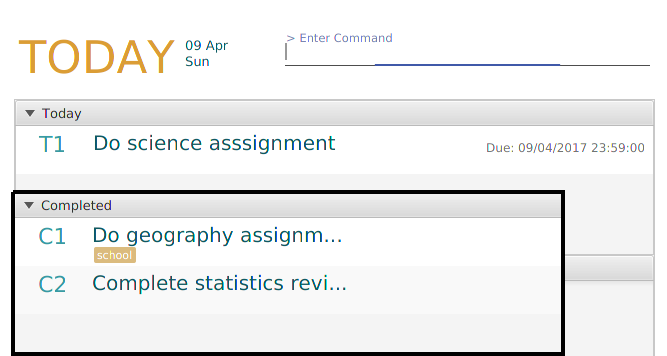 TODAY
09 Apr
Sun
> Enter Command
Today
T1 Do science asssignment Due: 09/04/2017 23:59:00
Completed
C1 Do geography assignm...
school
C2 Complete statistics revi...